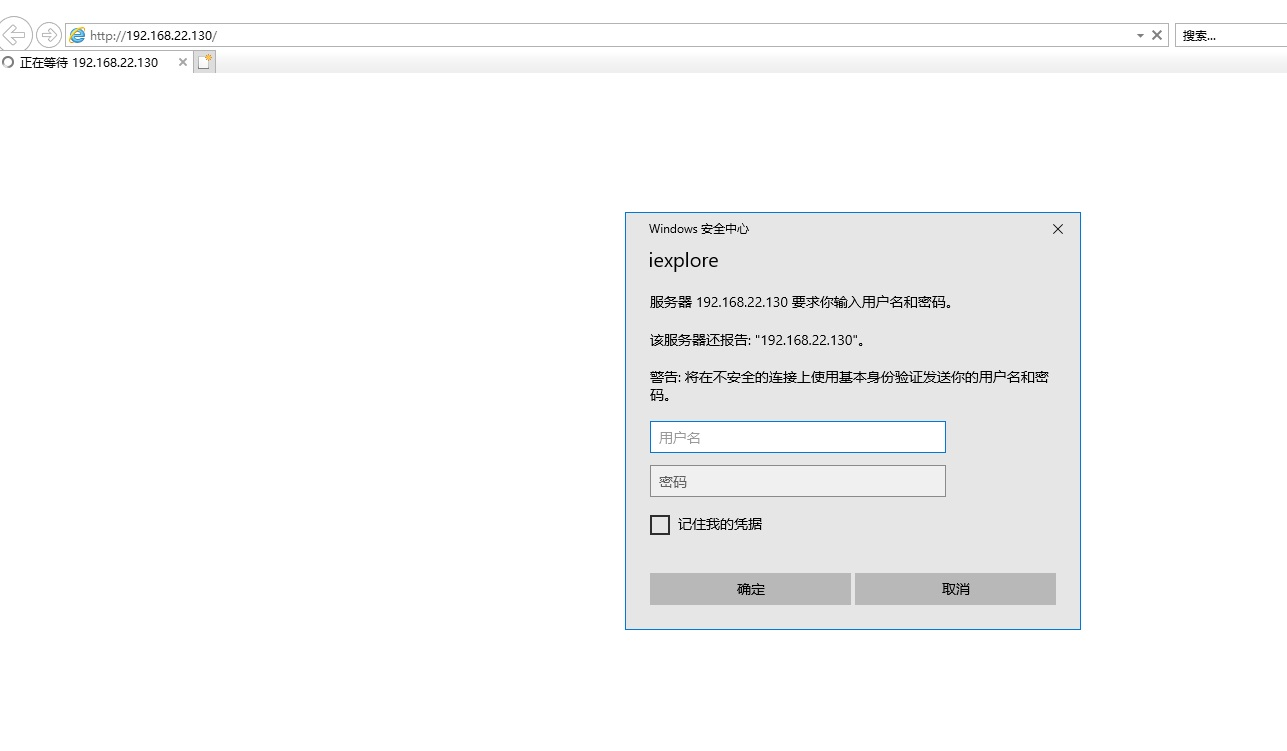 http://192.168.22.130/
搜索...
正在等待 192.168.22.130
Windows 安全中心
iexplore
服务器 192.168.22.130 要求你输入用户名和密码。
该服务器还报告: "192.168.22.130"。
警告: 将在不安全的连接上使用基本身份验证发送你的用户名和密
码。
用户名
密码
记住我的凭据
确定
取消